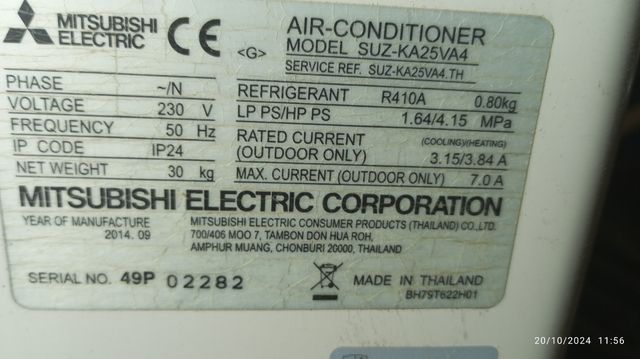 MITSUBISHI
ELECTRIC
CE
<G>
AIR-CONDITIONER
MODEL SUZ-KA25VA4
SERVICE REF. SUZ-KA25VA4.TH
PHASE ~/N
VOLTAGE 230 V
FREQUENCY 50 Hz
IP CODE IP24
NET WEIGHT 30 kg
REFRIGERANT R410A 0.80kg
LP PS/HP PS 1.64/4.15 MPa
RATED CURRENT (COOLING)/(HEATING)
(OUTDOOR ONLY) 3.15/3.84 A
MAX. CURRENT (OUTDOOR ONLY) 7.0 A
MITSUBISHI ELECTRIC CORPORATION
YEAR OF MANUFACTURE
2014. 09
MITSUBISHI ELECTRIC CONSUMER PRODUCTS (THAILAND) CO.,LTD.
700/406 MOO 7, TAMBON DON HUA ROH,
AMPHUR MUANG, CHONBURI 20000, THAILAND
SERIAL NO. 49P 02282
MADE IN THAILAND
BH79T622H01
20/10/2024 11:56